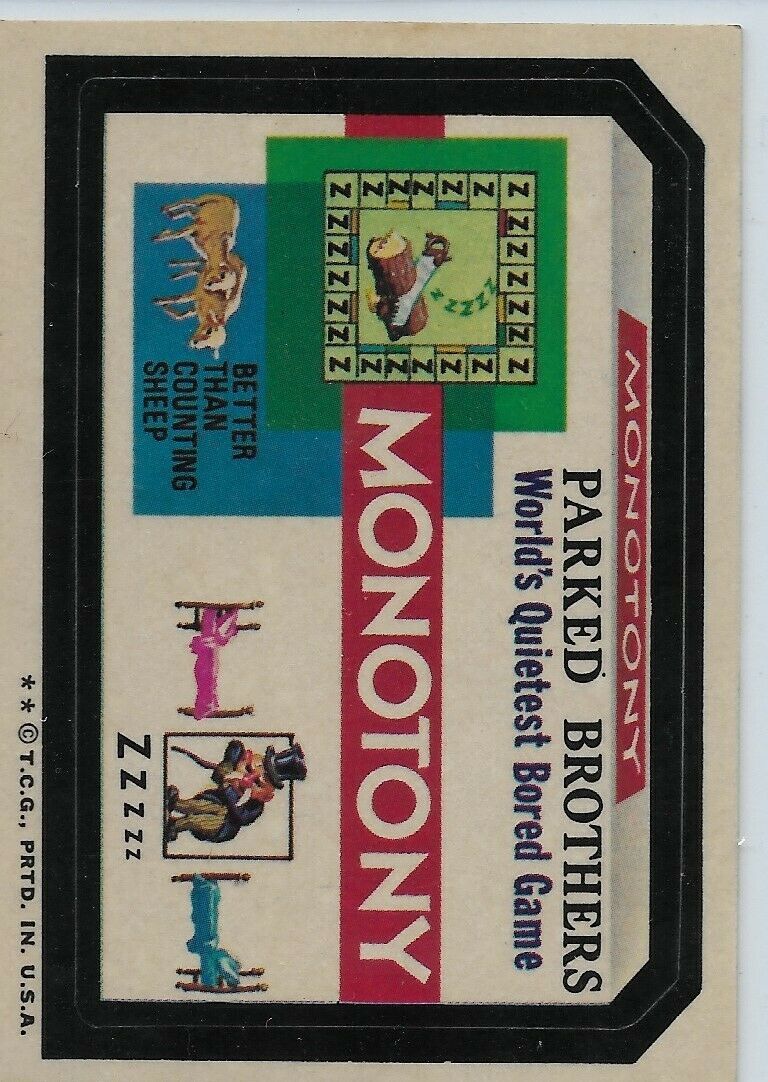 MONOTONY
PARKED BROTHERS
World's Quietest Bored Game
Z Z Z Z Z Z Z
Z Z
Z Z
z Z Z Z Z
Z Z
Z Z
Z Z
Z Z Z Z Z Z Z
MONOTONY
BETTER
THAN
COUNTING
SHEEP
ZZzzz
**©T.C.G., PRTD. IN. U.S.A.